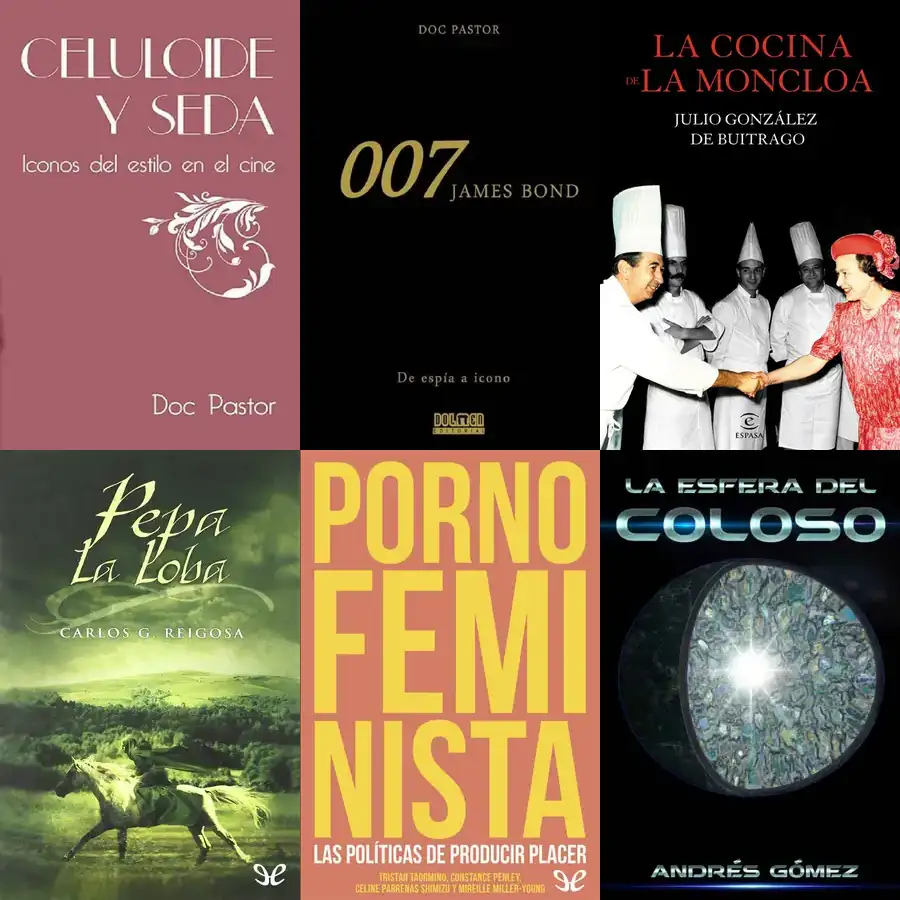 CELULOIDE
Y SEDA
Iconos del estilo en el cine
Doc Pastor
DOC PASTOR
007 JAMES BOND
De espía a icono
DOLMEN
EDITORIAL
LA COCINA
DE LA MONCLOA
JULIO GONZÁLEZ
DE BUITRAGO
e
ESPASA
Pepa
La Loba
CARLOS G. REIGOSA
PORNO
FEMI
NISTA
LAS POLÍTICAS DE PRODUCIR PLACER
TRISTAN TAORMINO, CONSTANCE PENLEY,
CELINE PARREÑAS SHIMIZU Y MIREILLE MILLER-YOUNG
LA ESFERA DEL
COLOSO
ANDRÉS GÓMEZ